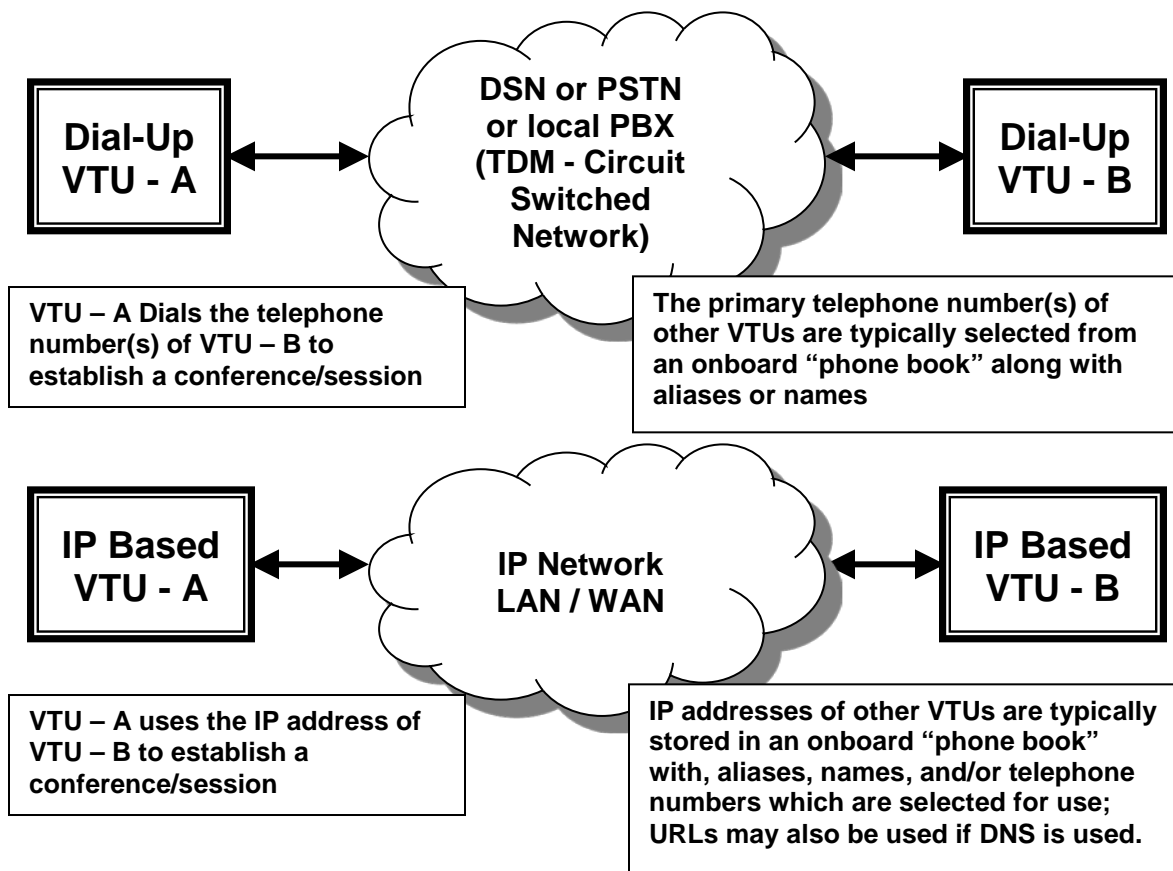 Dial-Up
VTU - A
DSN or PSTN
or local PBX
(TDM - Circuit
Switched
Network)
Dial-Up
VTU - B
VTU – A Dials the telephone
number(s) of VTU – B to
establish a conference/session
The primary telephone number(s) of
other VTUs are typically selected from
an onboard “phone book” along with
aliases or names
IP Based
VTU - A
IP Network
LAN / WAN
IP Based
VTU - B
VTU – A uses the IP address of
VTU – B to establish a
conference/session
IP addresses of other VTUs are typically
stored in an onboard “phone book”
with, aliases, names, and/or telephone
numbers which are selected for use;
URLs may also be used if DNS is used.